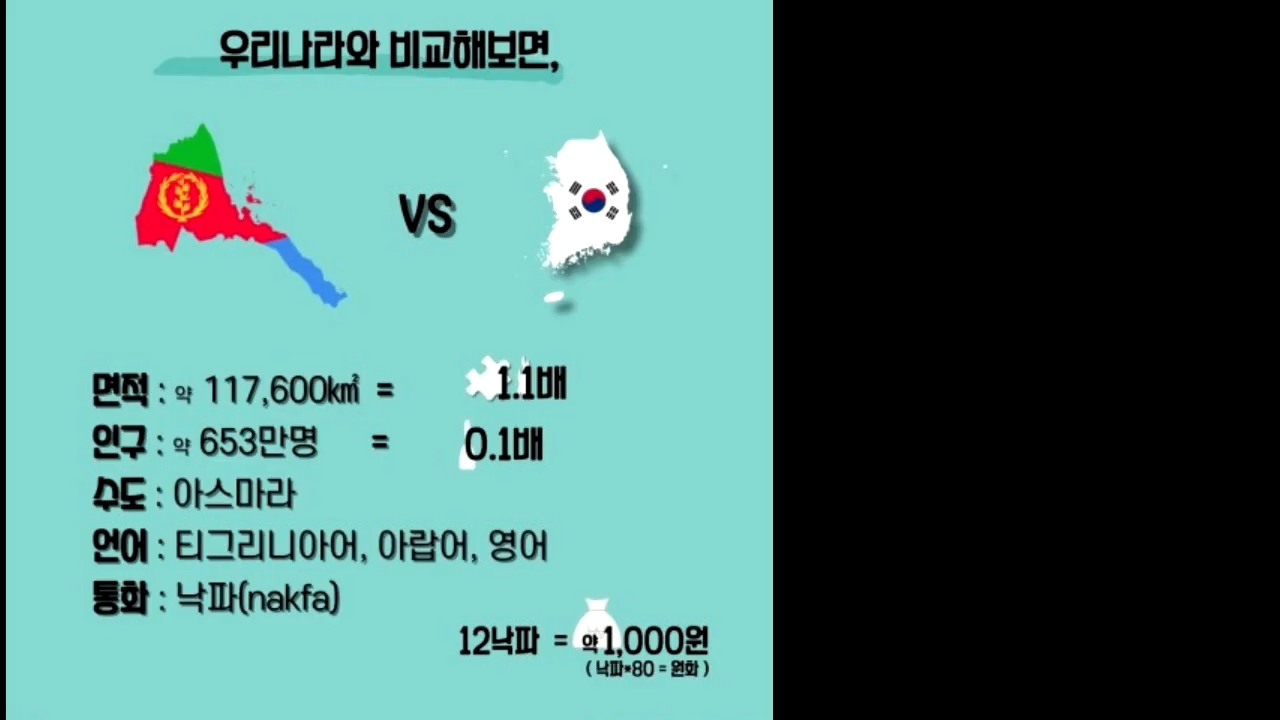 우리나라와 비교해보면,
VS
면적 : 약 117,600㎢ = 1.1배
인구 : 약 653만명 = 0.1배
수도 : 아스마라
언어 : 티그리니아어, 아랍어, 영어
통화 : 낙파(nakfa)
12낙파 = 약1,000원
( 낙파*80 = 원화 )